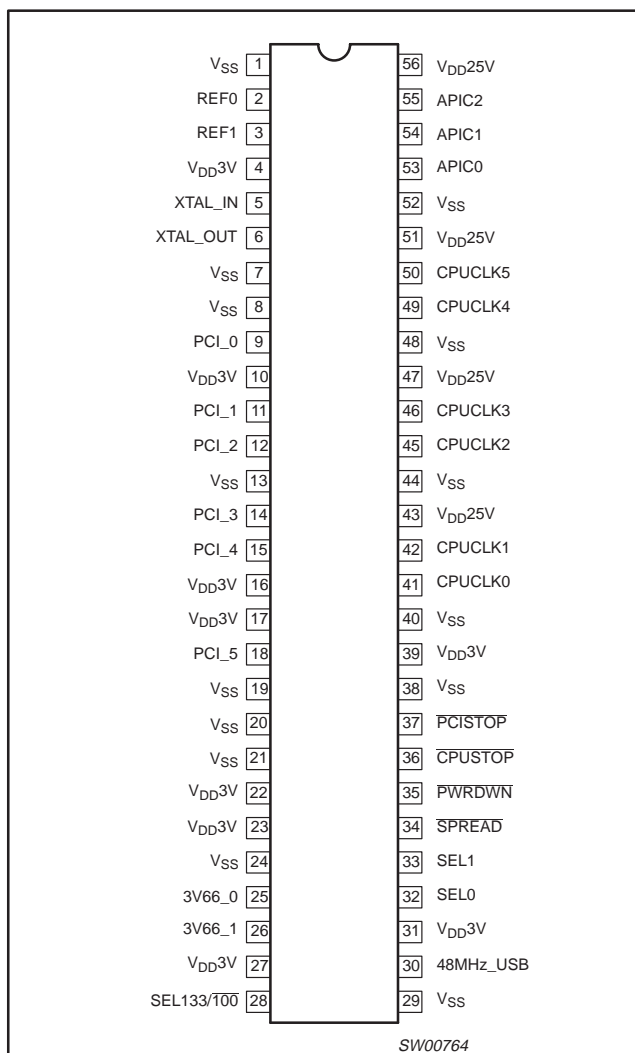 VSS 1 56 VDD25V
REF0 2 55 APIC2
REF1 3 54 APIC1
VDD3V 4 53 APIC0
XTAL_IN 5 52 VSS
XTAL_OUT 6 51 VDD25V
VSS 7 50 CPUCLK5
VSS 8 49 CPUCLK4
PCI_0 9 48 VSS
VDD3V 10 47 VDD25V
PCI_1 11 46 CPUCLK3
PCI_2 12 45 CPUCLK2
VSS 13 44 VSS
PCI_3 14 43 VDD25V
PCI_4 15 42 CPUCLK1
VDD3V 16 41 CPUCLK0
VDD3V 17 40 VSS
PCI_5 18 39 VDD3V
VSS 19 38 VSS
VSS 20 37 PCISTOP
VSS 21 36 CPUSTOP
VDD3V 22 35 PWRDWN
VDD3V 23 34 SPREAD
VSS 24 33 SEL1
3V66_0 25 32 SEL0
3V66_1 26 31 VDD3V
VDD3V 27 30 48MHz_USB
SEL133/100 28 29 VSS
SW00764